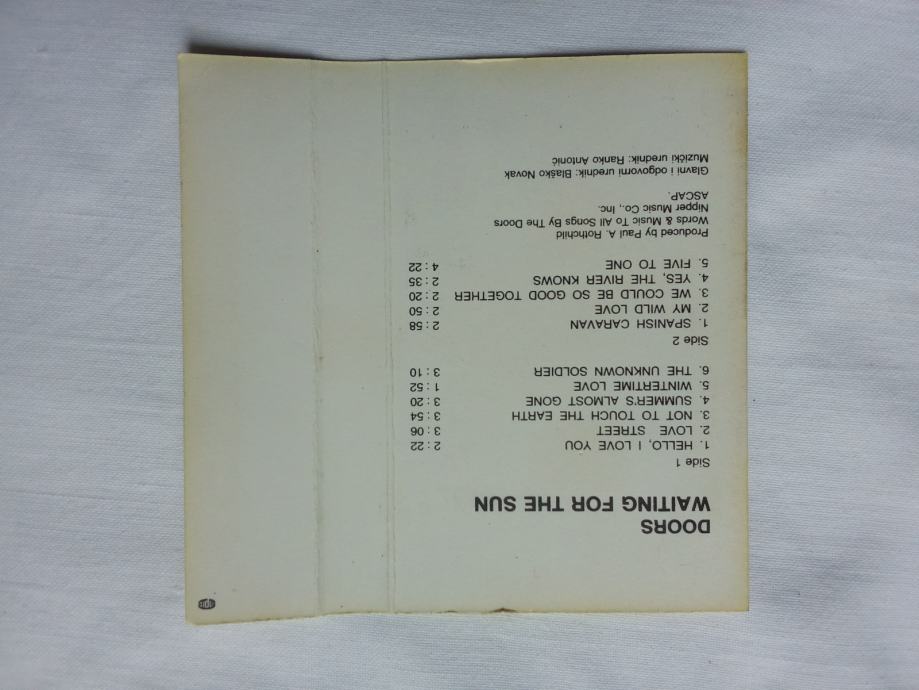 DOORS
WAITING FOR THE SUN
Side 1
1. HELLO, I LOVE YOU 2 : 22
2. LOVE STREET 3 : 06
3. NOT TO TOUCH THE EARTH 3 : 54
4. SUMMER'S ALMOST GONE 3 : 20
5. WINTERTIME LOVE 1 : 52
6. THE UNKNOWN SOLDIER 3 : 10
Side 2
1. SPANISH CARAVAN 2 : 58
2. MY WILD LOVE 2 : 50
3. WE COULD BE SO GOOD TOGETHER 2 : 20
4. YES, THE RIVER KNOWS 2 : 35
5. FIVE TO ONE 4 : 22
Produced by Paul A. Rothchild
Words & Music To All Songs By The Doors
Nipper Music Co., Inc.
ASCAP.
Glavni i odgovorni urednik: Blaško Novak
Muzički urednik: Ranko Antonič